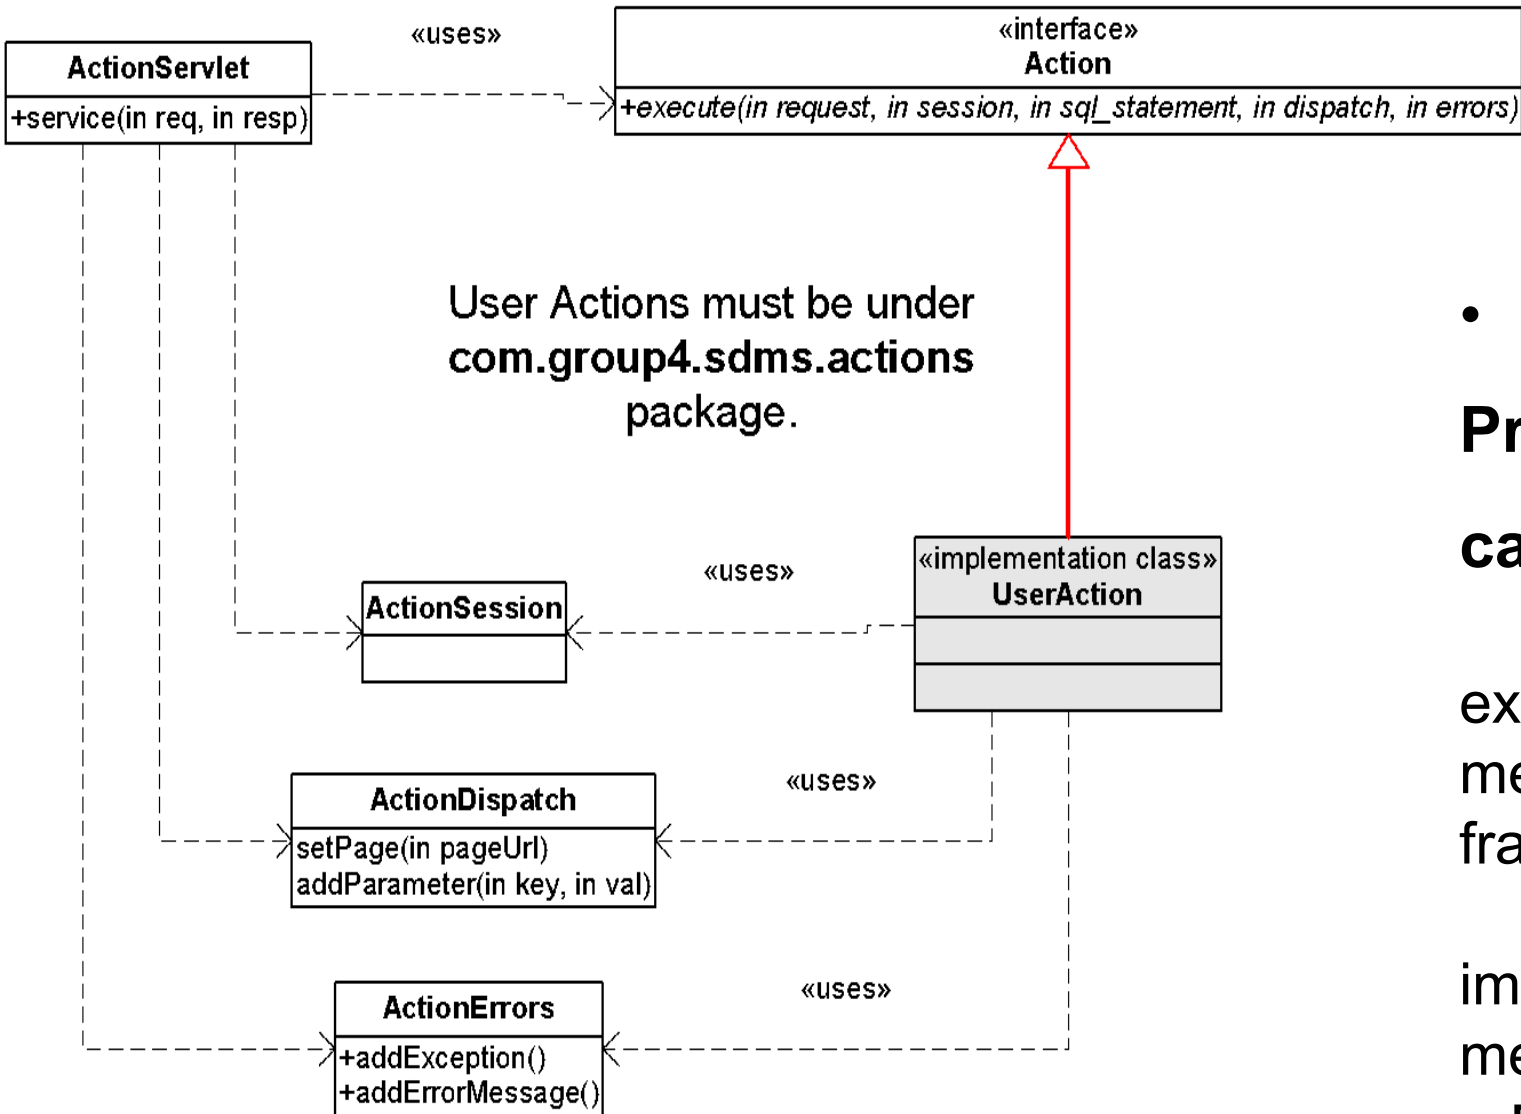 «uses»
«interface»
Action
+execute(in request, in session, in sql_statement, in dispatch, in errors)
ActionServlet
+service(in req, in resp)
User Actions must be under
com.group4.sdms.actions
package.
«uses»
«implementation class»
UserAction
ActionSession
«uses»
ActionDispatch
setPage(in pageUrl)
addParameter(in key, in val)
«uses»
ActionErrors
+addException()
+addErrorMessage()
•